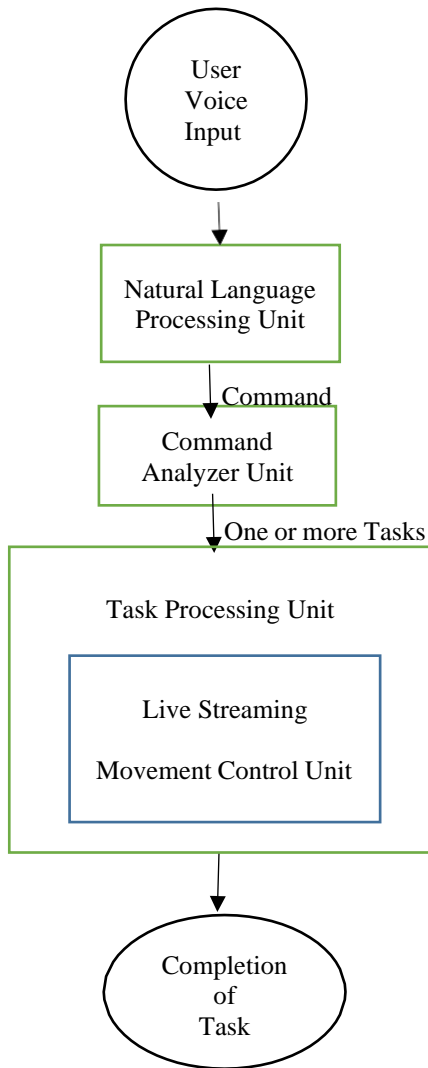 User
Voice
Input
Natural Language
Processing Unit
Command
Command
Analyzer Unit
One or more Tasks
Task Processing Unit
Live Streaming
Movement Control Unit
Completion
of
Task